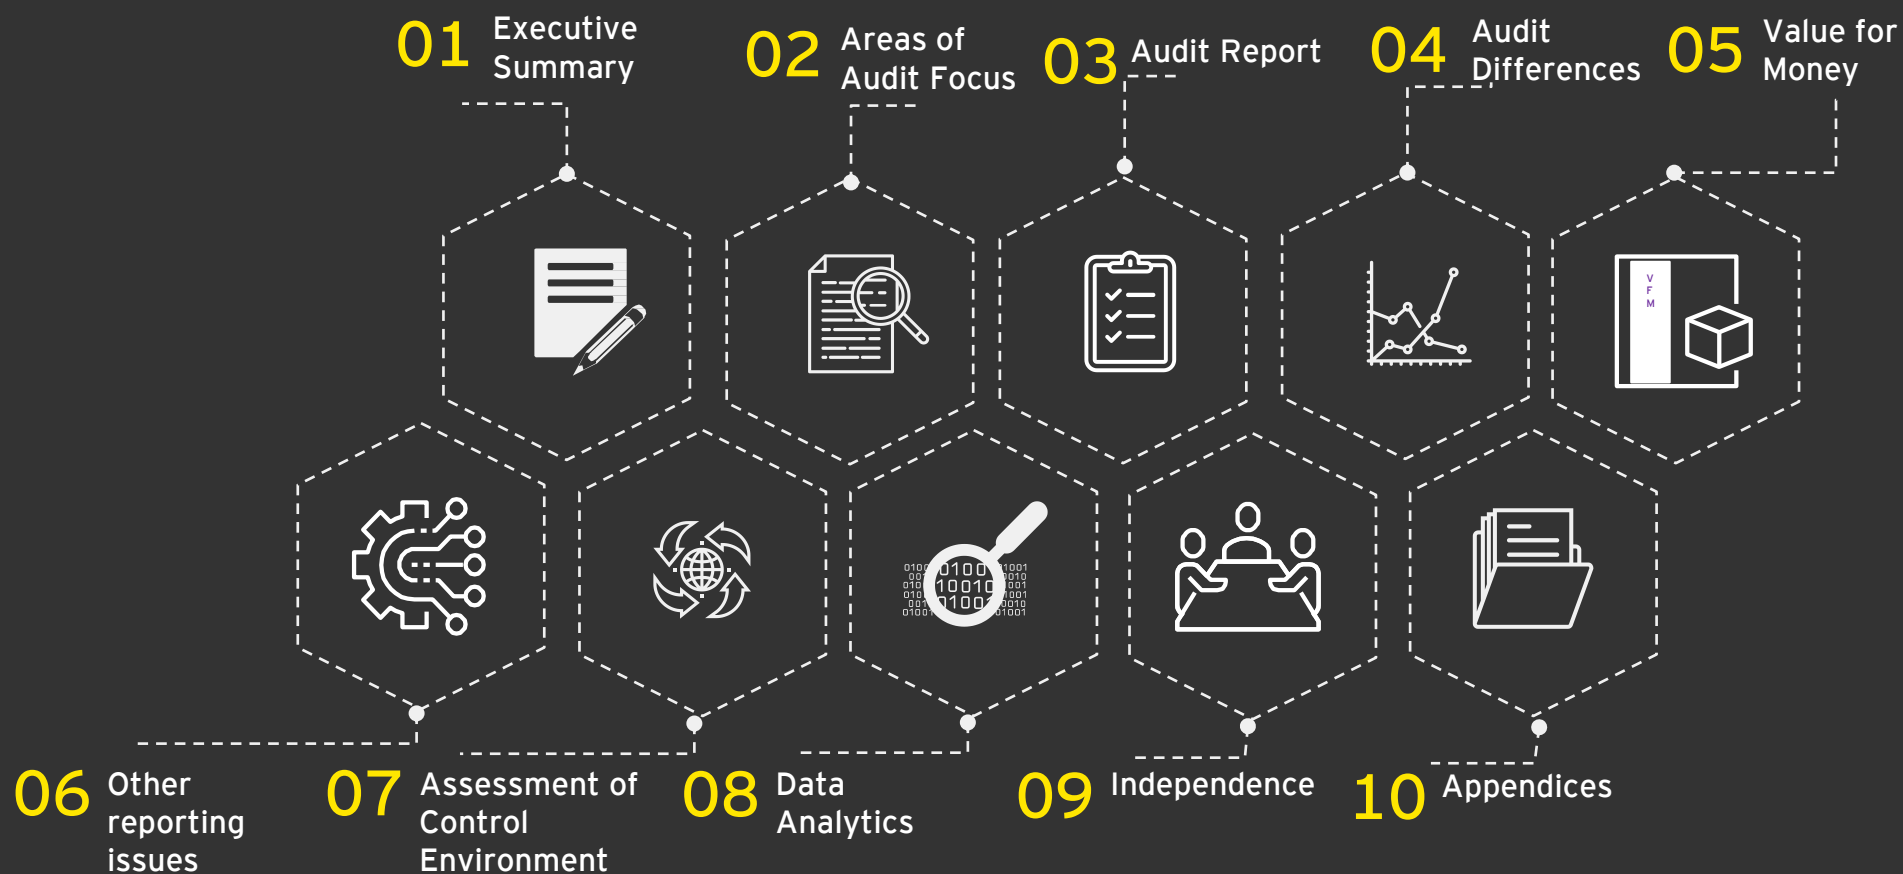 01 Executive
Summary
02 Areas of
Audit Focus
03 Audit Report
04 Audit
Differences
05 Value for
Money
V
F
M
06 Other
reporting
issues
07 Assessment of
Control
Environment
08 Data
Analytics
09 Independence
10 Appendices